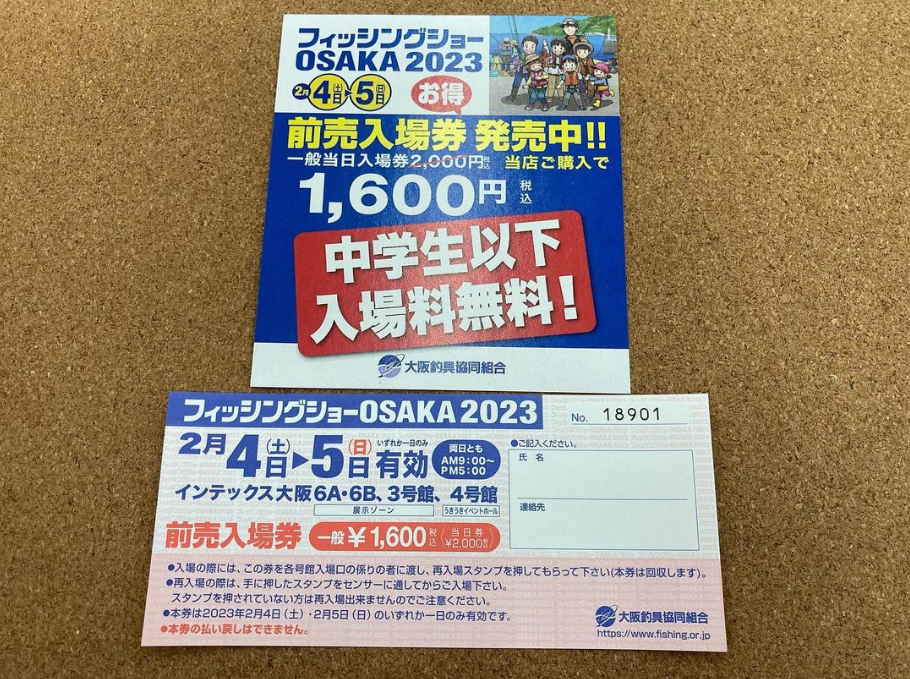 フィッシングショー
OSAKA 2023
2月4日(土)▶5日(日)
お得
前売入場券 発売中!!
一般当日入場券2,000円税込 当店ご購入で
1,600円税込
中学生以下
入場料無料!
大阪釣具協同組合
フィッシングショーOSAKA 2023
No. 18901
2月4日(土)▶5日(日)いずれか一日のみ有効
両日とも
AM9:00〜
PM5:00
●ご記入ください。
氏 名
連絡先
インテックス大阪 6A・6B、3号館、4号館
展示ゾーン
うきうきイベントホール
前売入場券 一般¥1,600税込
当日券
¥2,000
●入場の際には、この券を各号館入場口の係りの者に渡し、再入場スタンプを押してもらって下さい(本券は回収します)。
●再入場の際は、手に押したスタンプをセンサーに通してからご入場下さい。
スタンプを押されていない方は再入場出来ませんのでご注意ください。
●本券は2023年2月4日(土)・2月5日(日)のいずれか一日のみ有効です。
●本券の払い戻しはできません。
大阪釣具協同組合
https://www.fishing.or.jp